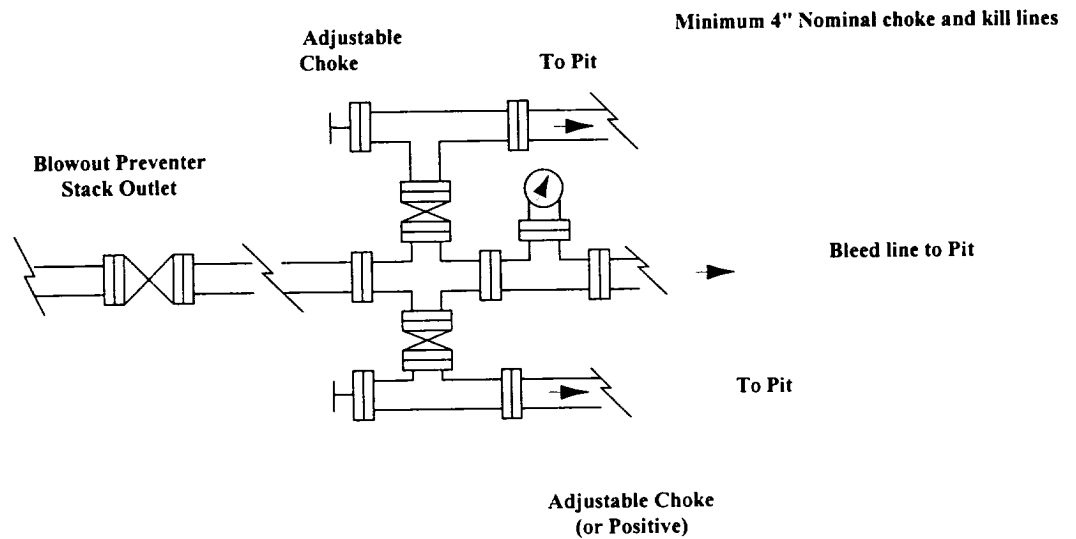 Minimum 4" Nominal choke and kill lines
Adjustable
Choke
To Pit
Blowout Preventer
Stack Outlet
Bleed line to Pit
To Pit
Adjustable Choke
(or Positive)